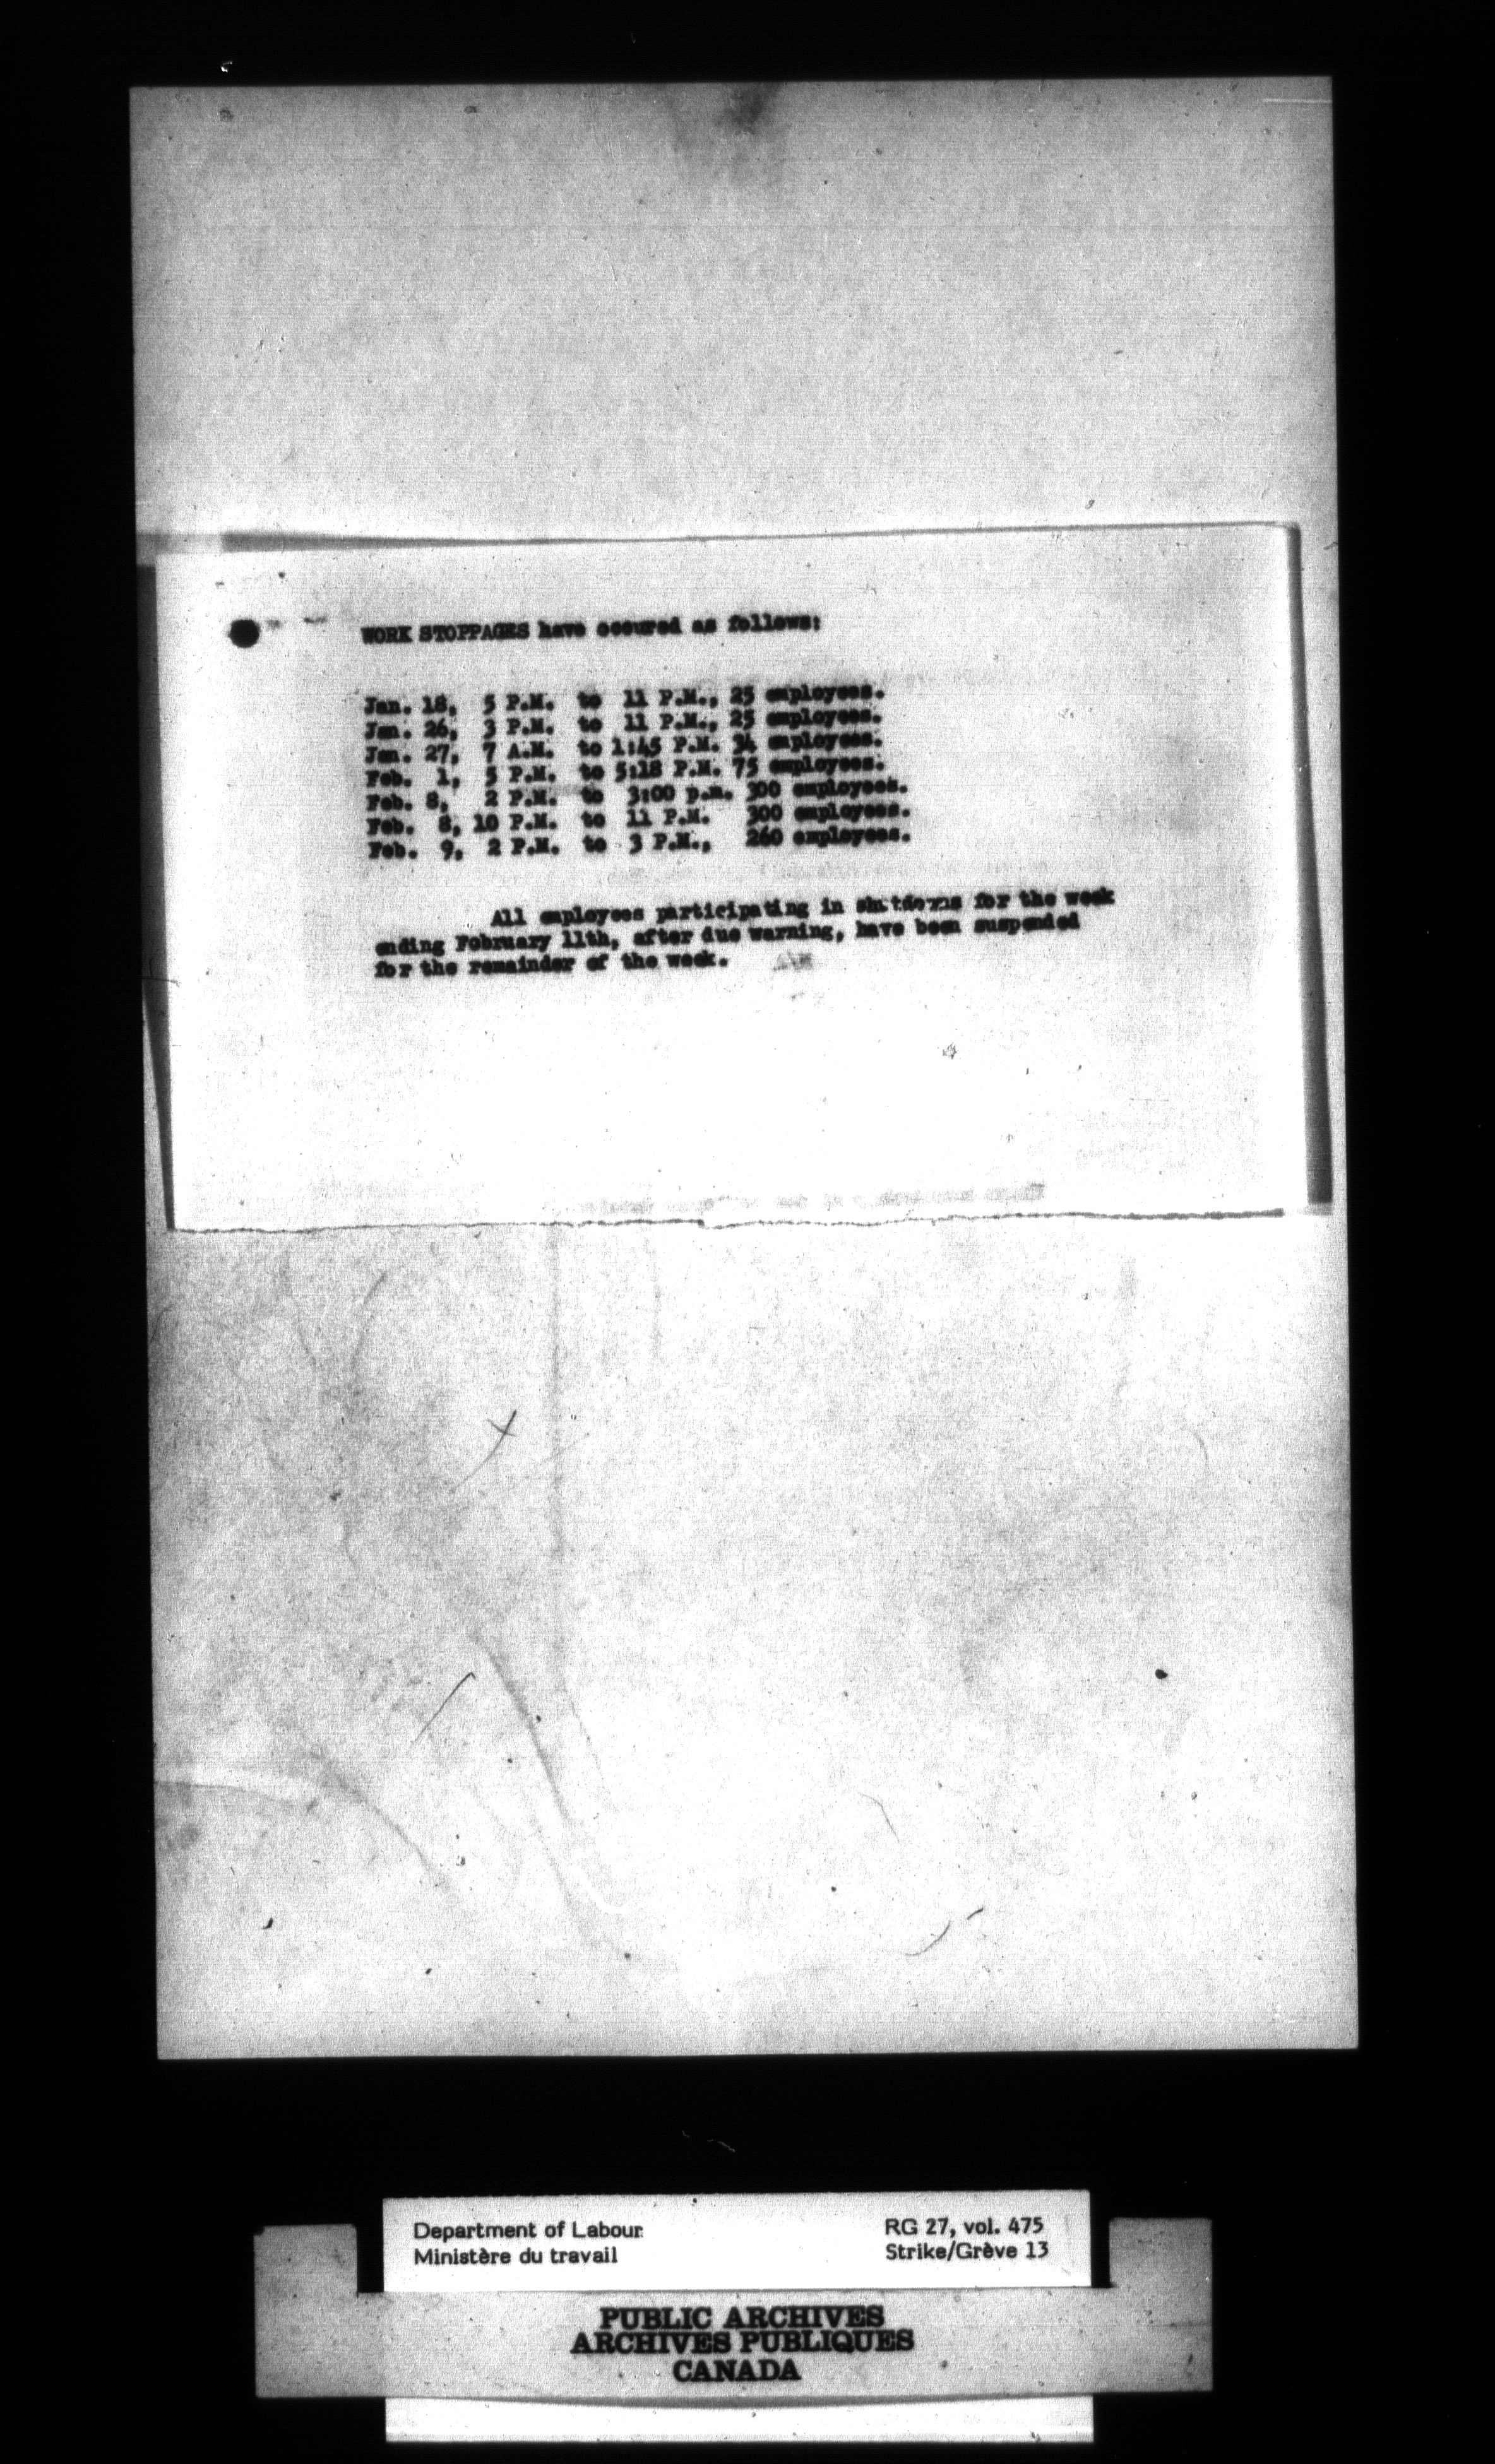 WORK STOPPAGES have occured as follows:
Jan. 18, 5 P.M. to 11 P.M., 25 employees.
Jan. 26, 3 P.M. to 11 P.M., 25 employees.
Jan. 27, 7 A.M. to 1:45 P.M. 34 employees.
Feb. 1, 5 P.M. to 5:18 P.M. 75 employees.
Feb. 8, 2 P.M. to 3:00 p.m. 300 employees.
Feb. 8, 10 P.M. to 11 P.M. 300 employees.
Feb. 9, 2 P.M. to 3 P.M., 260 employees.
All employees participating in shutdowns for the week
ending February 11th, after due warning, have been suspended
for the remainder of the week.
Department of Labour
Ministère du travail
RG 27, vol. 475
Strike/Grève 13
PUBLIC ARCHIVES
ARCHIVES PUBLIQUES
CANADA